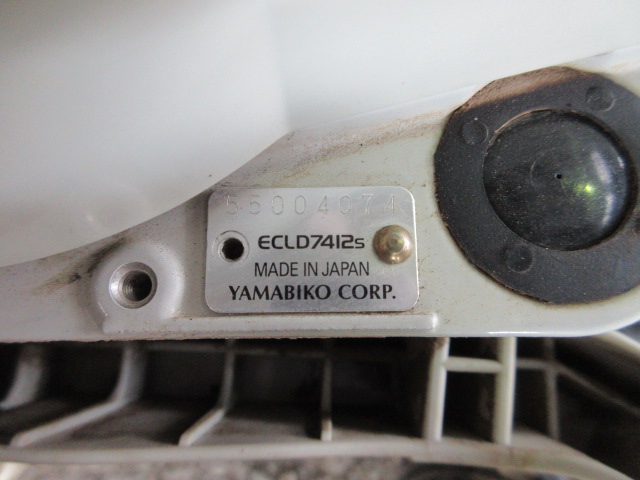 56004074
ECLD7412s
MADE IN JAPAN
YAMABIKO CORP.